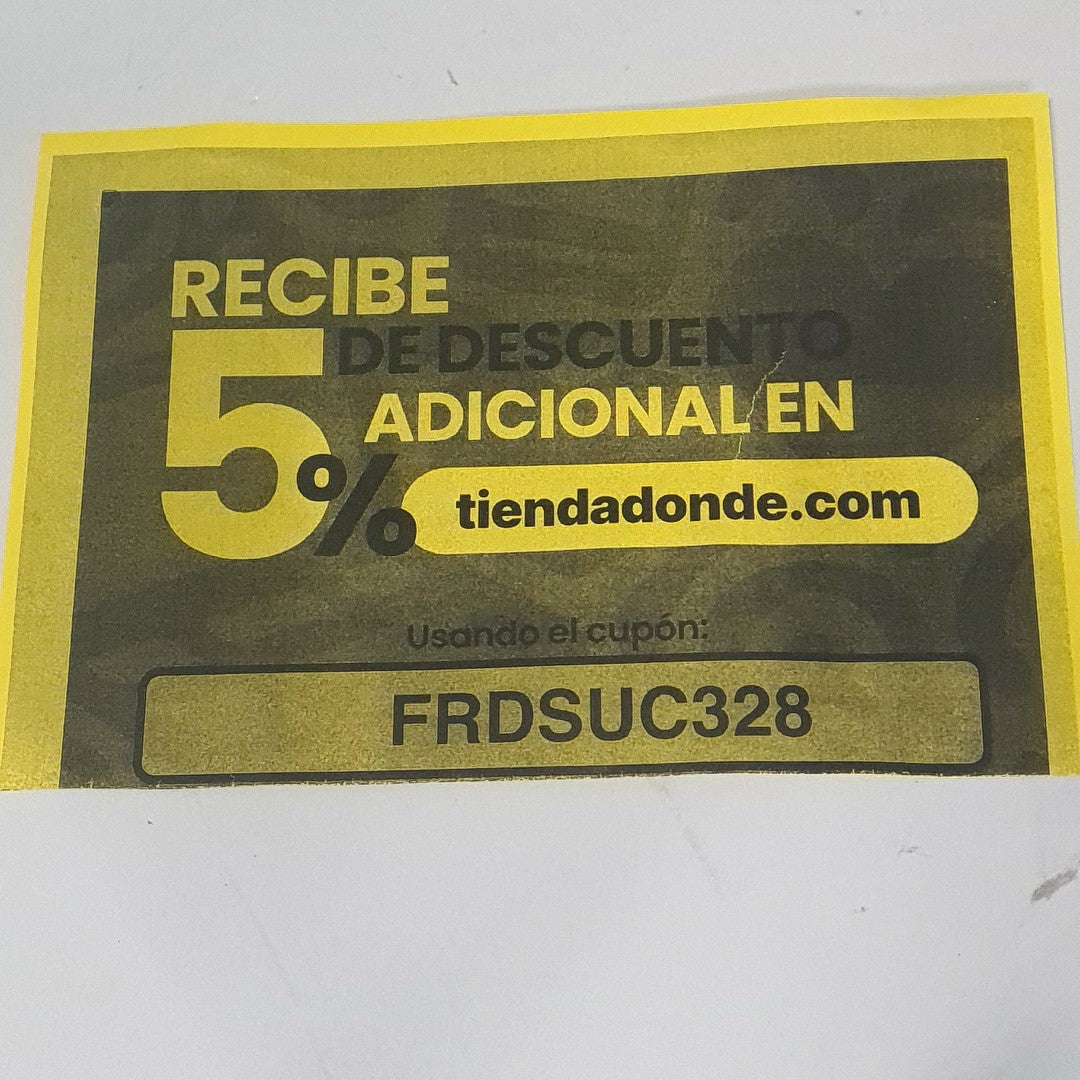 RECIBE
5% DE DESCUENTO
ADICIONAL EN
tiendadonde.com
Usando el cupón:
FRDSUC328